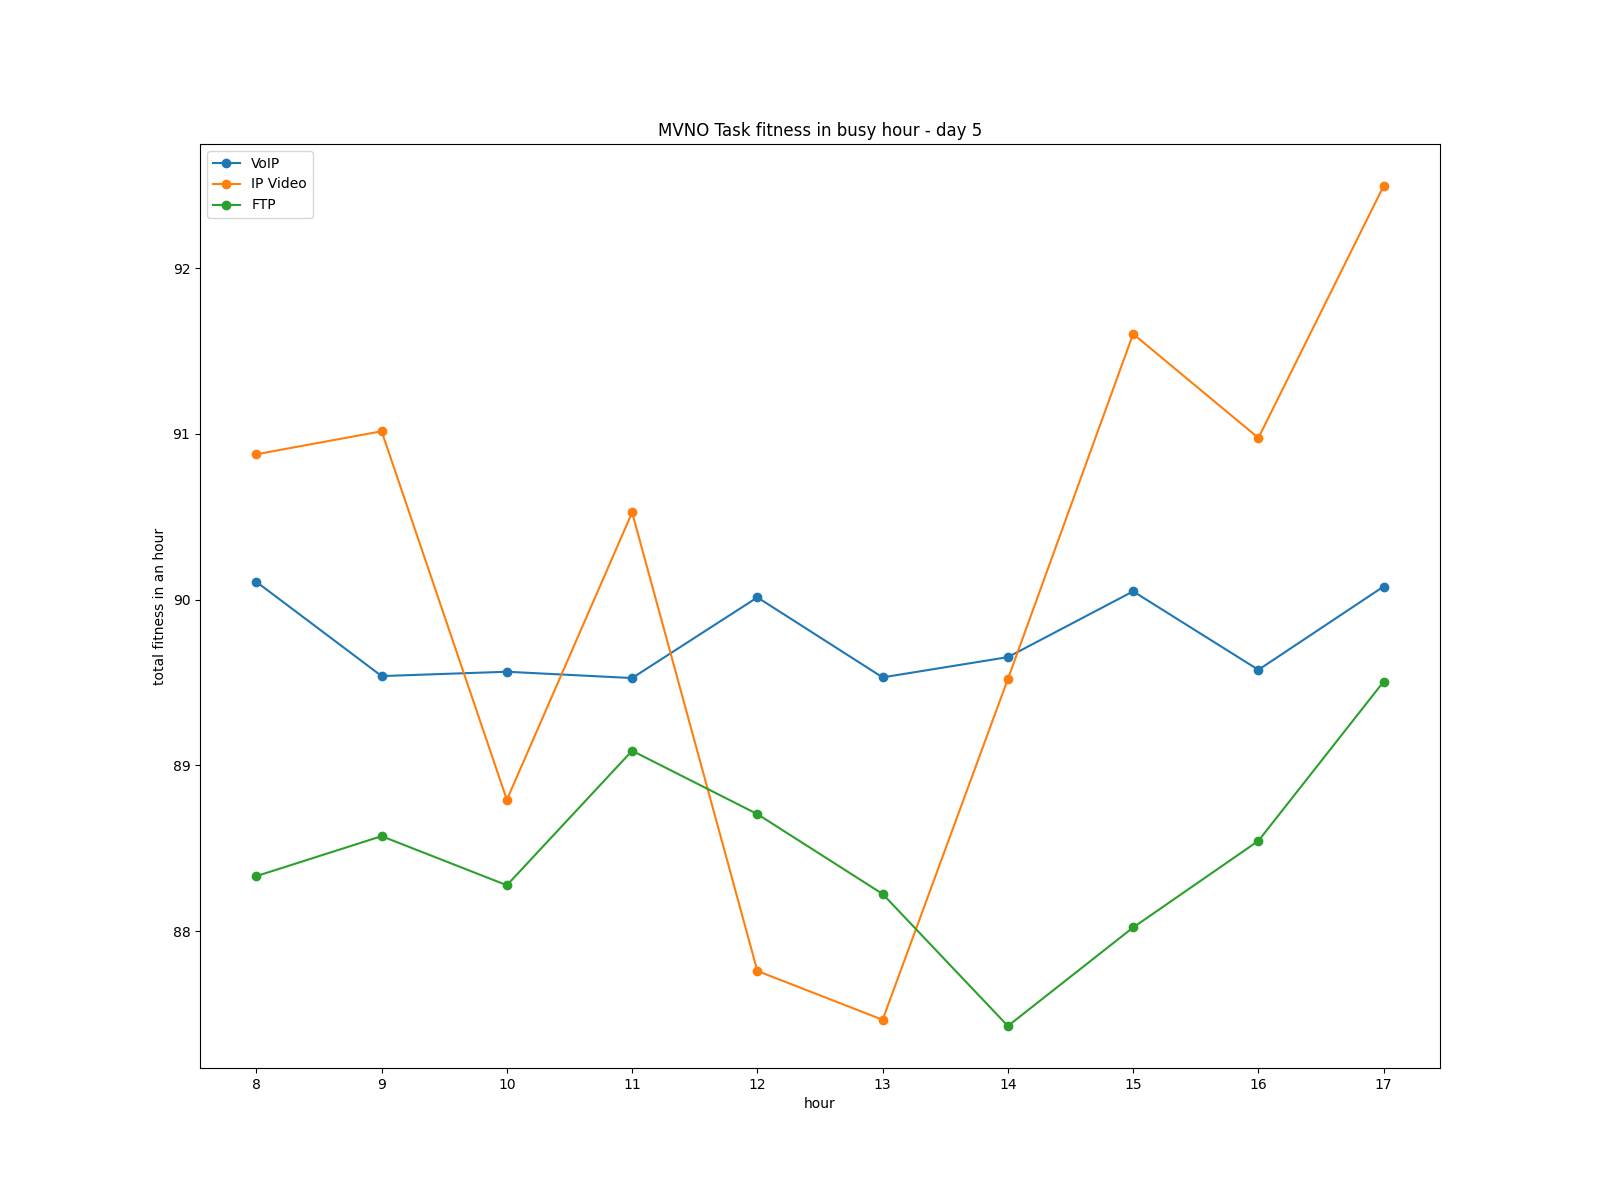 MVNO Task fitness in busy hour - day 5
VoIP
IP Video
FTP
92
91
90
89
88
total fitness in an hour
8 9 10 11 12 13 14 15 16 17
hour